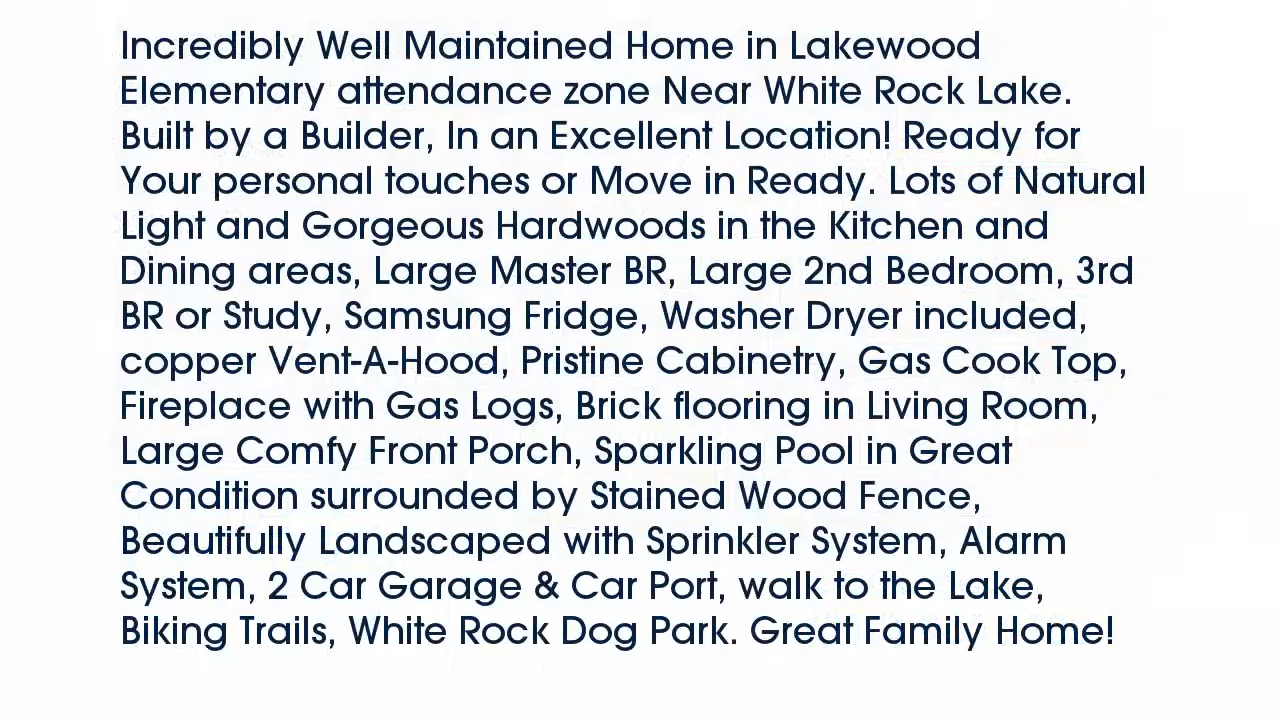 Incredibly Well Maintained Home in Lakewood
Elementary attendance zone Near White Rock Lake.
Built by a Builder, In an Excellent Location! Ready for
Your personal touches or Move in Ready. Lots of Natural
Light and Gorgeous Hardwoods in the Kitchen and
Dining areas, Large Master BR, Large 2nd Bedroom, 3rd
BR or Study, Samsung Fridge, Washer Dryer included,
copper Vent-A-Hood, Pristine Cabinetry, Gas Cook Top,
Fireplace with Gas Logs, Brick flooring in Living Room,
Large Comfy Front Porch, Sparkling Pool in Great
Condition surrounded by Stained Wood Fence,
Beautifully Landscaped with Sprinkler System, Alarm
System, 2 Car Garage & Car Port, walk to the Lake,
Biking Trails, White Rock Dog Park. Great Family Home!